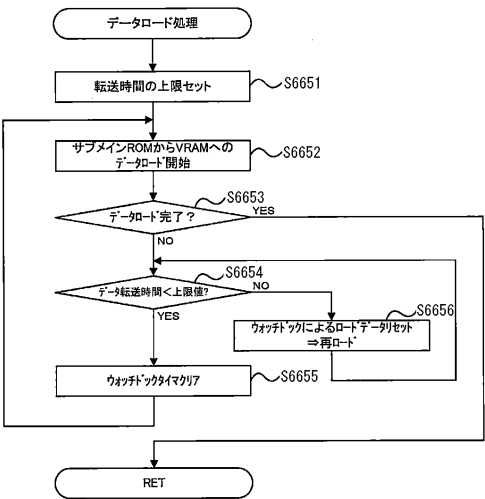 データロード処理
転送時間の上限セット
S6651
サブメインROMからVRAMへの
データロード開始
S6652
S6653
データロード完了?
YES
NO
S6654
データ転送時間<上限値?
NO
YES
S6656
ウォッチドックによるロードデータリセット
⇒再ロード
ウォッチドックタイマクリア
S6655
RET